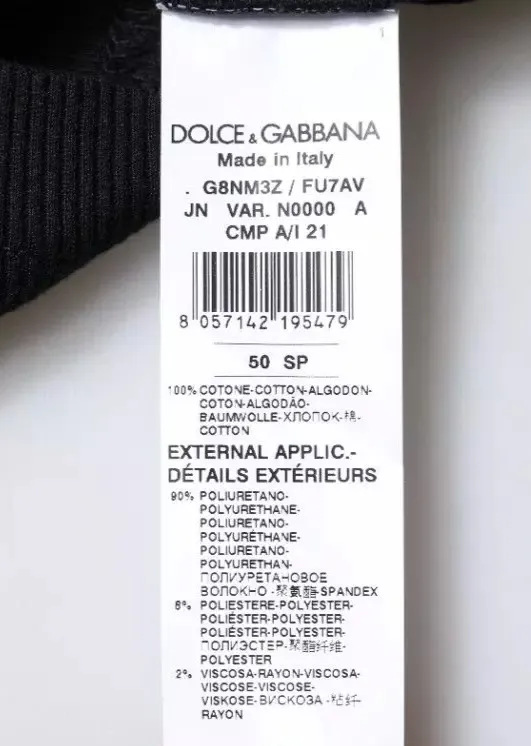 DOLCE & GABBANA
Made in Italy
. G8NM3Z / FU7AV
JN VAR. N0000 A
CMP A/I 21
8 057142 195479
50 SP
100% COTONE-COTTON-ALGODON-
COTON-ALGODÃO-
BAUMWOLLE-ХЛОПОК-棉-
COTTON
EXTERNAL APPLIC.-
DÉTAILS EXTÉRIEURS
90% POLIURETANO-
POLYURETHANE-
POLIURETANO-
POLYURÉTHANE-
POLIURETANO-
POLYURETHAN-
ПОЛИУРЕТАНОВОЕ
ВОЛОКНО-聚氨酯-SPANDEX
8% POLIESTERE-POLYESTER-
POLIÉSTER-POLYESTER-
POLIÉSTER-POLYESTER-
ПОЛИЭСТЕР-聚酯纤维-
POLYESTER
2% VISCOSA-RAYON-VISCOSA-
VISCOSE-VISCOSE-
VISKOSE-ВИСКОЗА-粘纤-
RAYON